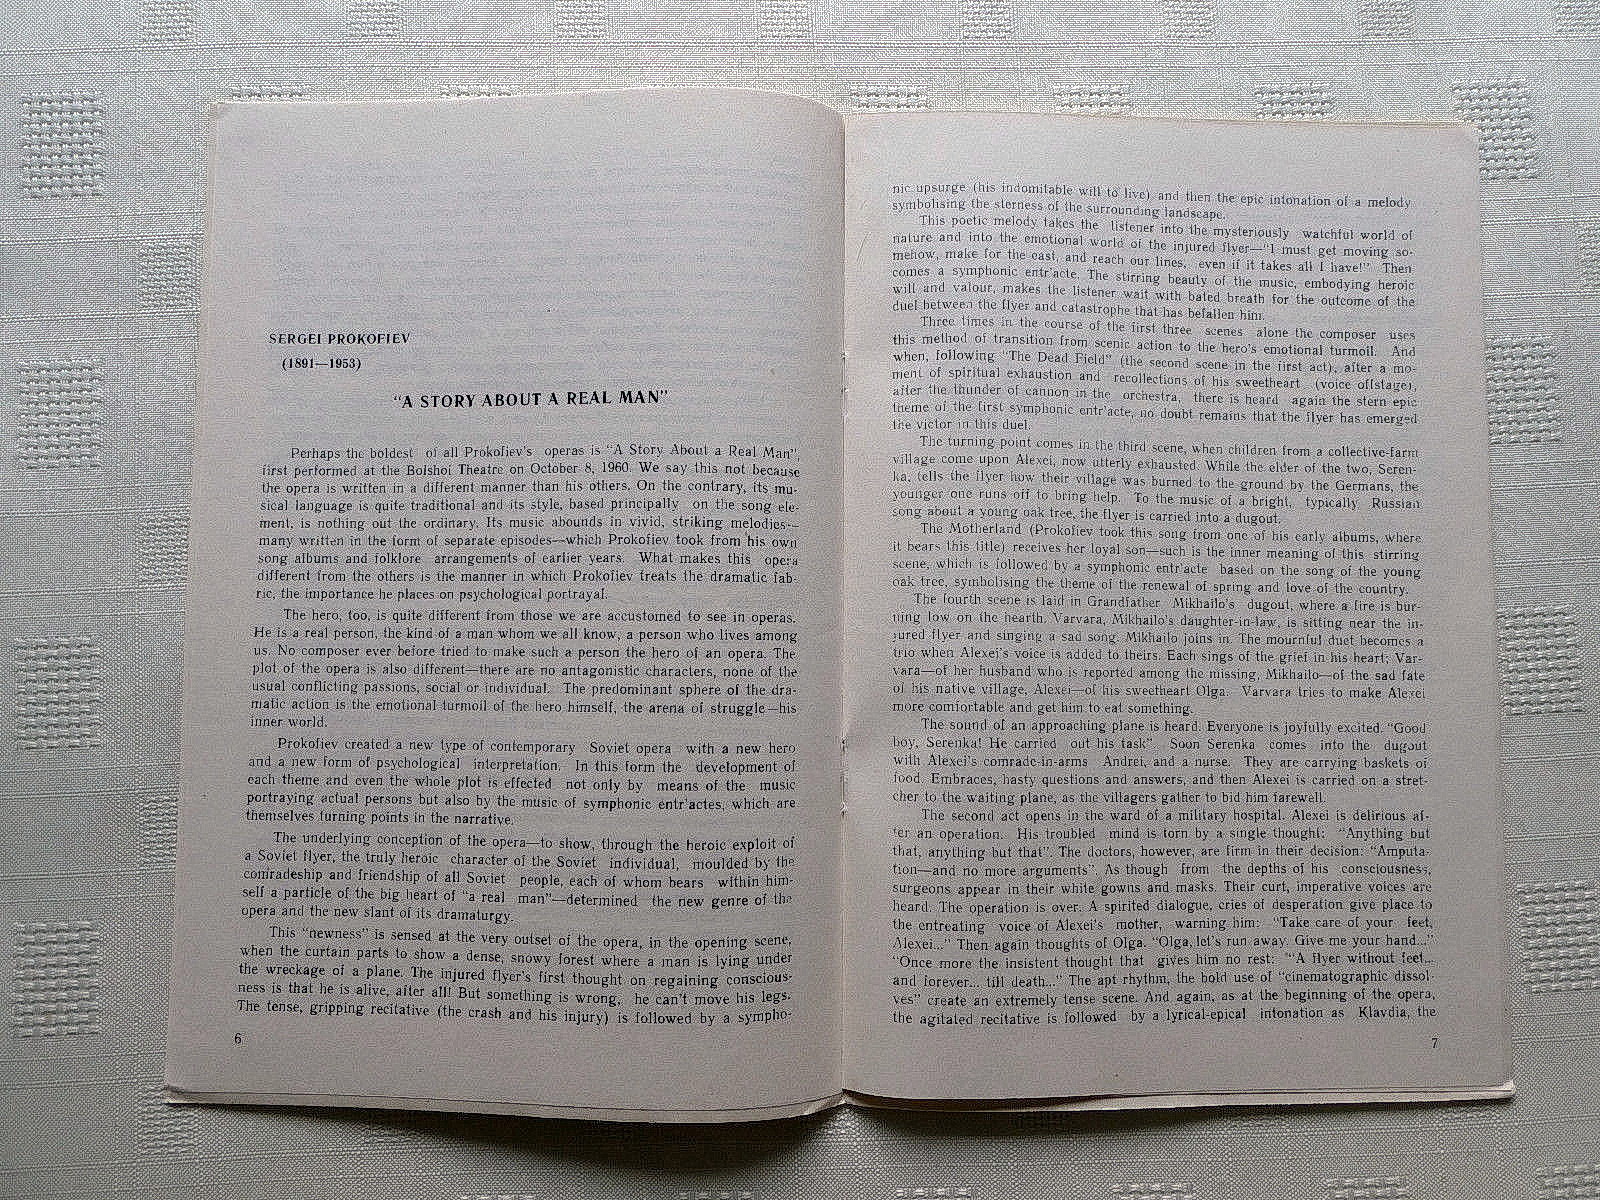 SERGEI PROKOFIEV
(1891—1953)
"A STORY ABOUT A REAL MAN"
Perhaps the boldest of all Prokofiev's operas is "A Story About a Real Man",
first performed at the Bolshoi Theatre on October 8, 1960. We say this not because
the opera is written in a different manner than his others. On the contrary, its mu-
sical language is quite traditional and its style, based principally on the song ele-
ment, is nothing out the ordinary. Its music abounds in vivid, striking melodies—
many written in the form of separate episodes—which Prokofiev took from his own
song albums and folklore arrangements of earlier years. What makes this opera
different from the others is the manner in which Prokofiev treats the dramatic fab-
ric, the importance he places on psychological portrayal.
The hero, too, is quite different from those we are accustomed to see in operas.
He is a real person, the kind of a man whom we all know, a person who lives among
us. No composer ever before tried to make such a person the hero of an opera. The
plot of the opera is also different—there are no antagonistic characters, none of the
usual conflicting passions, social or individual. The predominant sphere of the dra-
matic action is the emotional turmoil of the hero himself, the arena of struggle—his
inner world.
Prokofiev created a new type of contemporary Soviet opera with a new hero
and a new form of psychological interpretation. In this form the development of
each theme and even the whole plot is effected not only by means of the music
portraying actual persons but also by the music of symphonic entr'actes, which are
themselves turning points in the narrative.
The underlying conception of the opera—to show, through the heroic exploit of
a Soviet flyer, the truly heroic character of the Soviet individual, moulded by the
comradeship and friendship of all Soviet people, each of whom bears within him-
self a particle of the big heart of "a real man"—determined the new genre of the
opera and the new slant of its dramaturgy.
This "newness" is sensed at the very outset of the opera, in the opening scene,
when the curtain parts to show a dense, snowy forest where a man is lying under
the wreckage of a plane. The injured flyer's first thought on regaining conscious-
ness is that he is alive, after all! But something is wrong, he can't move his legs.
The tense, gripping recitative (the crash and his injury) is followed by a sympho-
6
nic upsurge (his indomitable will to live) and then the epic intonation of a melody
symbolising the sterness of the surrounding landscape.
This poetic melody takes the listener into the mysteriously watchful world of
nature and into the emotional world of the injured flyer—"I must get moving so-
mehow, make for the east, and reach our lines, even if it takes all I have!" Then
comes a symphonic entr'acte. The stirring beauty of the music, embodying heroic
will and valour, makes the listener wait with bated breath for the outcome of the
duel between the flyer and catastrophe that has befallen him.
Three times in the course of the first three scenes alone the composer uses
this method of transition from scenic action to the hero's emotional turmoil. And
when, following "The Dead Field" (the second scene in the first act), after a mo-
ment of spiritual exhaustion and recollections of his sweetheart (voice offstage),
after the thunder of cannon in the orchestra, there is heard again the stern epic
theme of the first symphonic entr'acte, no doubt remains that the flyer has emerged
the victor in this duel.
The turning point comes in the third scene, when children from a collective-farm
village come upon Alexei, now utterly exhausted. While the elder of the two, Seren-
ka, tells the flyer how their village was burned to the ground by the Germans, the
younger one runs off to bring help. To the music of a bright, typically Russian
song about a young oak tree, the flyer is carried into a dugout.
The Motherland (Prokofiev took this song from one of his early albums, where
it bears this title) receives her loyal son—such is the inner meaning of this stirring
scene, which is followed by a symphonic entr'acte based on the song of the young
oak tree, symbolising the theme of the renewal of spring and love of the country.
The fourth scene is laid in Grandfather Mikhailo's dugout, where a fire is bur-
ning low on the hearth. Varvara, Mikhailo's daughter-in-law, is sitting near the in-
jured flyer and singing a sad song. Mikhailo joins in. The mournful duet becomes a
trio when Alexei's voice is added to theirs. Each sings of the grief in his heart; Var-
vara—of her husband who is reported among the missing, Mikhailo—of the sad fate
of his native village, Alexei—of his sweetheart Olga. Varvara tries to make Alexei
more comfortable and get him to eat something.
The sound of an approaching plane is heard. Everyone is joyfully excited. "Good
boy, Serenka! He carried out his task". Soon Serenka comes into the dugout
with Alexei's comrade-in-arms Andrei, and a nurse. They are carrying baskets of
food. Embraces, hasty questions and answers, and then Alexei is carried on a stret-
cher to the waiting plane, as the villagers gather to bid him farewell.
The second act opens in the ward of a military hospital. Alexei is delirious af-
ter an operation. His troubled mind is torn by a single thought: "Anything but
that, anything but that". The doctors, however, are firm in their decision: "Amputa-
tion—and no more arguments". As though from the depths of his consciousness,
surgeons appear in their white gowns and masks. Their curt, imperative voices are
heard. The operation is over. A spirited dialogue, cries of desperation give place to
the entreating voice of Alexei's mother, warning him: "Take care of your feet,
Alexei..." Then again thoughts of Olga. "Olga, let's run away. Give me your hand..."
"Once more the insistent thought that gives him no rest: "'A flyer without feet...
and forever... till death..." The apt rhythm, the bold use of "cinematographic dissol-
ves" create an extremely tense scene. And again, as at the beginning of the opera,
the agitated recitative is followed by a lyrical-epical intonation as Klavdia, the
7